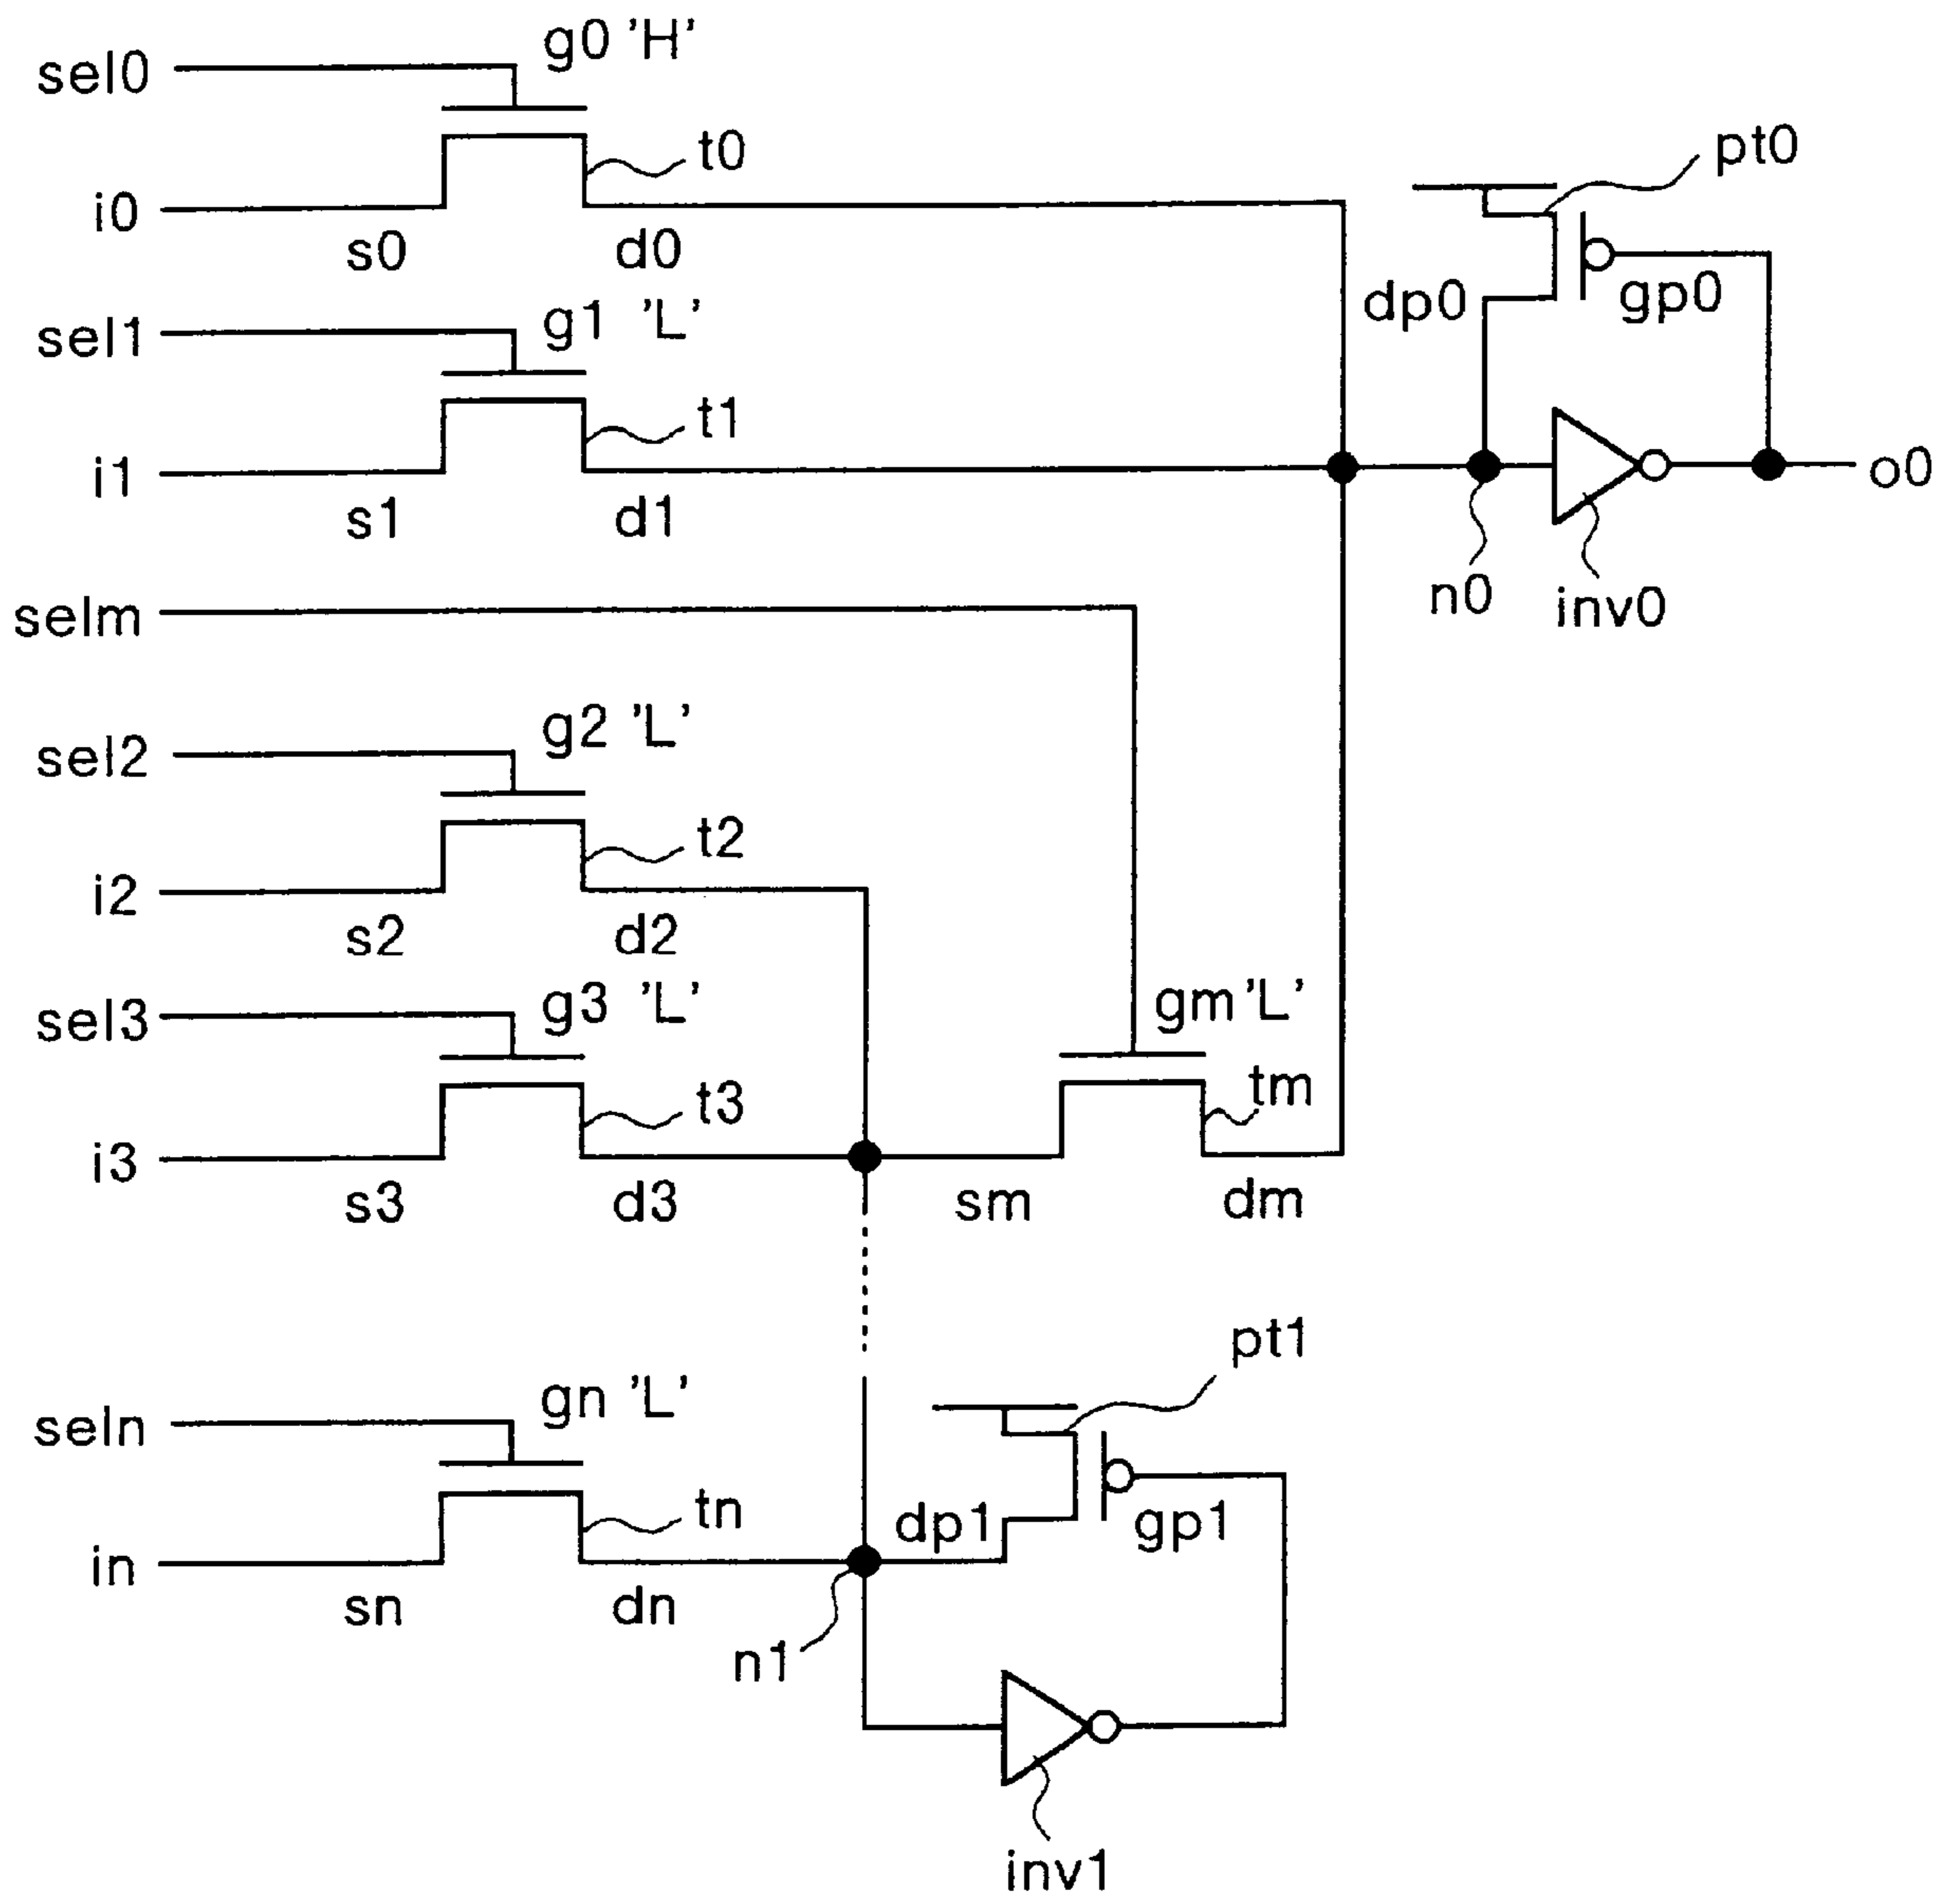 sel0
g0 'H'
t0
pt0
i0
s0
d0
dp0
gp0
sel1
g1 'L'
t1
i1
s1
d1
o0
n0
inv0
selm
sel2
g2 'L'
t2
i2
s2
d2
sel3
g3 'L'
gm 'L'
t3
tm
i3
s3
d3
sm
dm
pt1
seln
gn 'L'
tn
dp1
gp1
in
sn
dn
n1
inv1